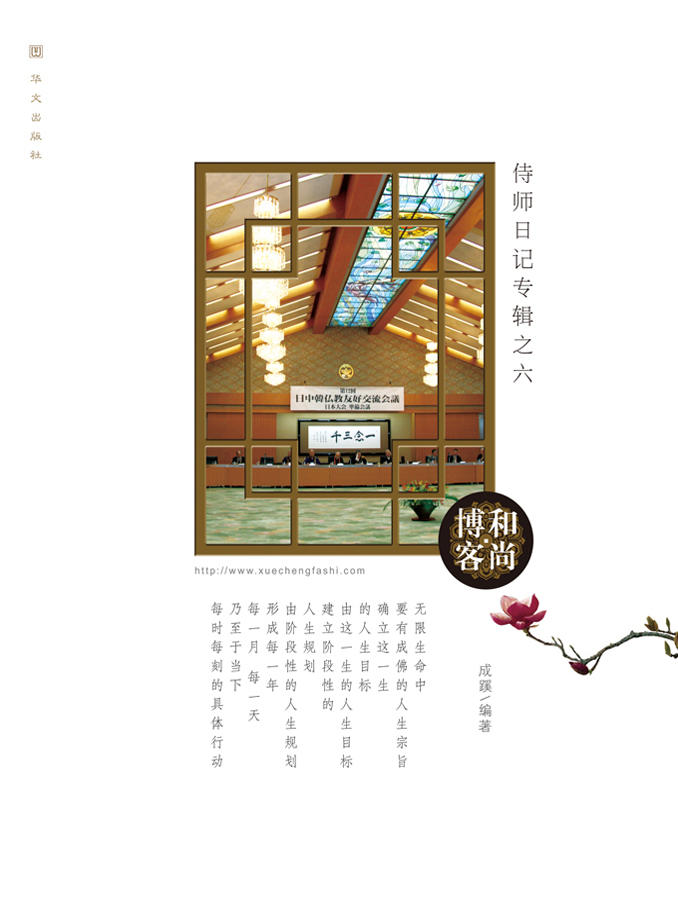 华文出版社
侍师日记专辑之六
第12回
日中韓仏教友好交流会議
日本大会 準備会議
一念三千
和尚·博客
http://www.xuechengfashi.com
无限生命中
要有成佛的人生宗旨
确立这一生
的人生目标
由这一生的人生目标
建立阶段性的
人生规划
由阶段性的人生规划
形成每一年
每一月 每一天
乃至于当下
每时每刻的具体行动
成蹊/编著